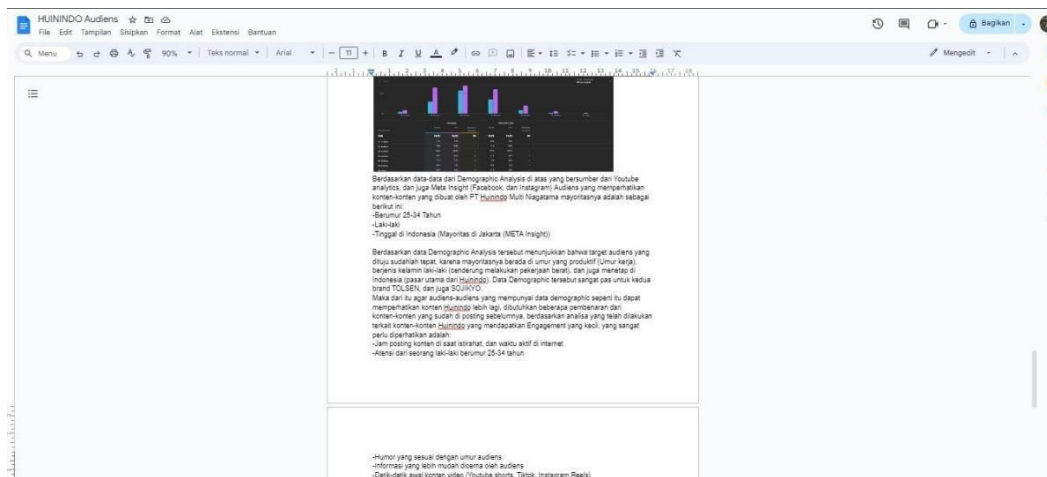 HUININDO Audiens
File Edit Tampilan Sisipkan Format Alat Ekstensi Bantuan
Bagikan
Menu 90% Teks normal Arial 11 B I U A Mengedit
Berdasarkan data-data dari Demographic Analysis di atas yang bersumber dari Youtube
analytics, dan juga Meta Insight (Facebook, dan Instagram) Audiens yang memperhatikan
konten-konten yang dibuat oleh PT Huinindo Multi Niagatama mayoritasnya adalah sebagai
berikut ini:
-Berumur 25-34 Tahun
-Laki-laki
-Tinggal di Indonesia (Mayoritas di Jakarta (META Insight))
Berdasarkan data Demographic Analysis tersebut menunjukkan bahwa target audiens yang
dituju sudahlah tepat, karena mayoritasnya berada di umur yang produktif (Umur kerja),
berjenis kelamin laki-laki (cenderung melakukan pekerjaan berat), dan juga menetap di
Indonesia (pasar utama dari Huinindo). Data Demographic tersebut sangat pas untuk kedua
brand TOLSEN, dan juga SOJIKYO.
Maka dari itu agar audiens-audiens yang mempunyai data demographic seperti itu dapat
memperhatikan konten Huinindo lebih lagi, dibutuhkan beberapa pembenaran dari
konten-konten yang sudah di posting sebelumnya, berdasarkan analisa yang telah dilakukan
terkait konten-konten Huinindo yang mendapatkan Engagement yang kecil, yang sangat
perlu diperhatikan adalah:
-Jam posting konten di saat istirahat, dan waktu aktif di internet
-Atensi dari seorang laki-laki berumur 25-34 tahun
-Humor yang sesuai dengan umur audiens
-Informasi yang lebih mudah dicerna oleh audiens
-Detik-detik awal konten video (Youtube shorts, Tiktok, Instagram Reels)